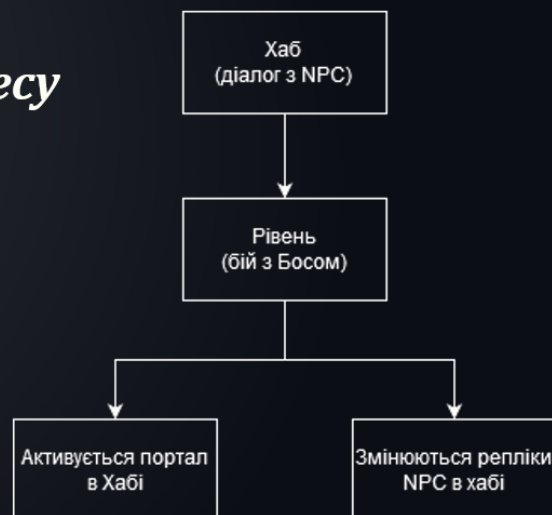 есу
Хаб
(діалог з NPC)
Рівень
(бій з Босом)
Активується портал
в Хабі
Змінюються репліки
NPC в хабі